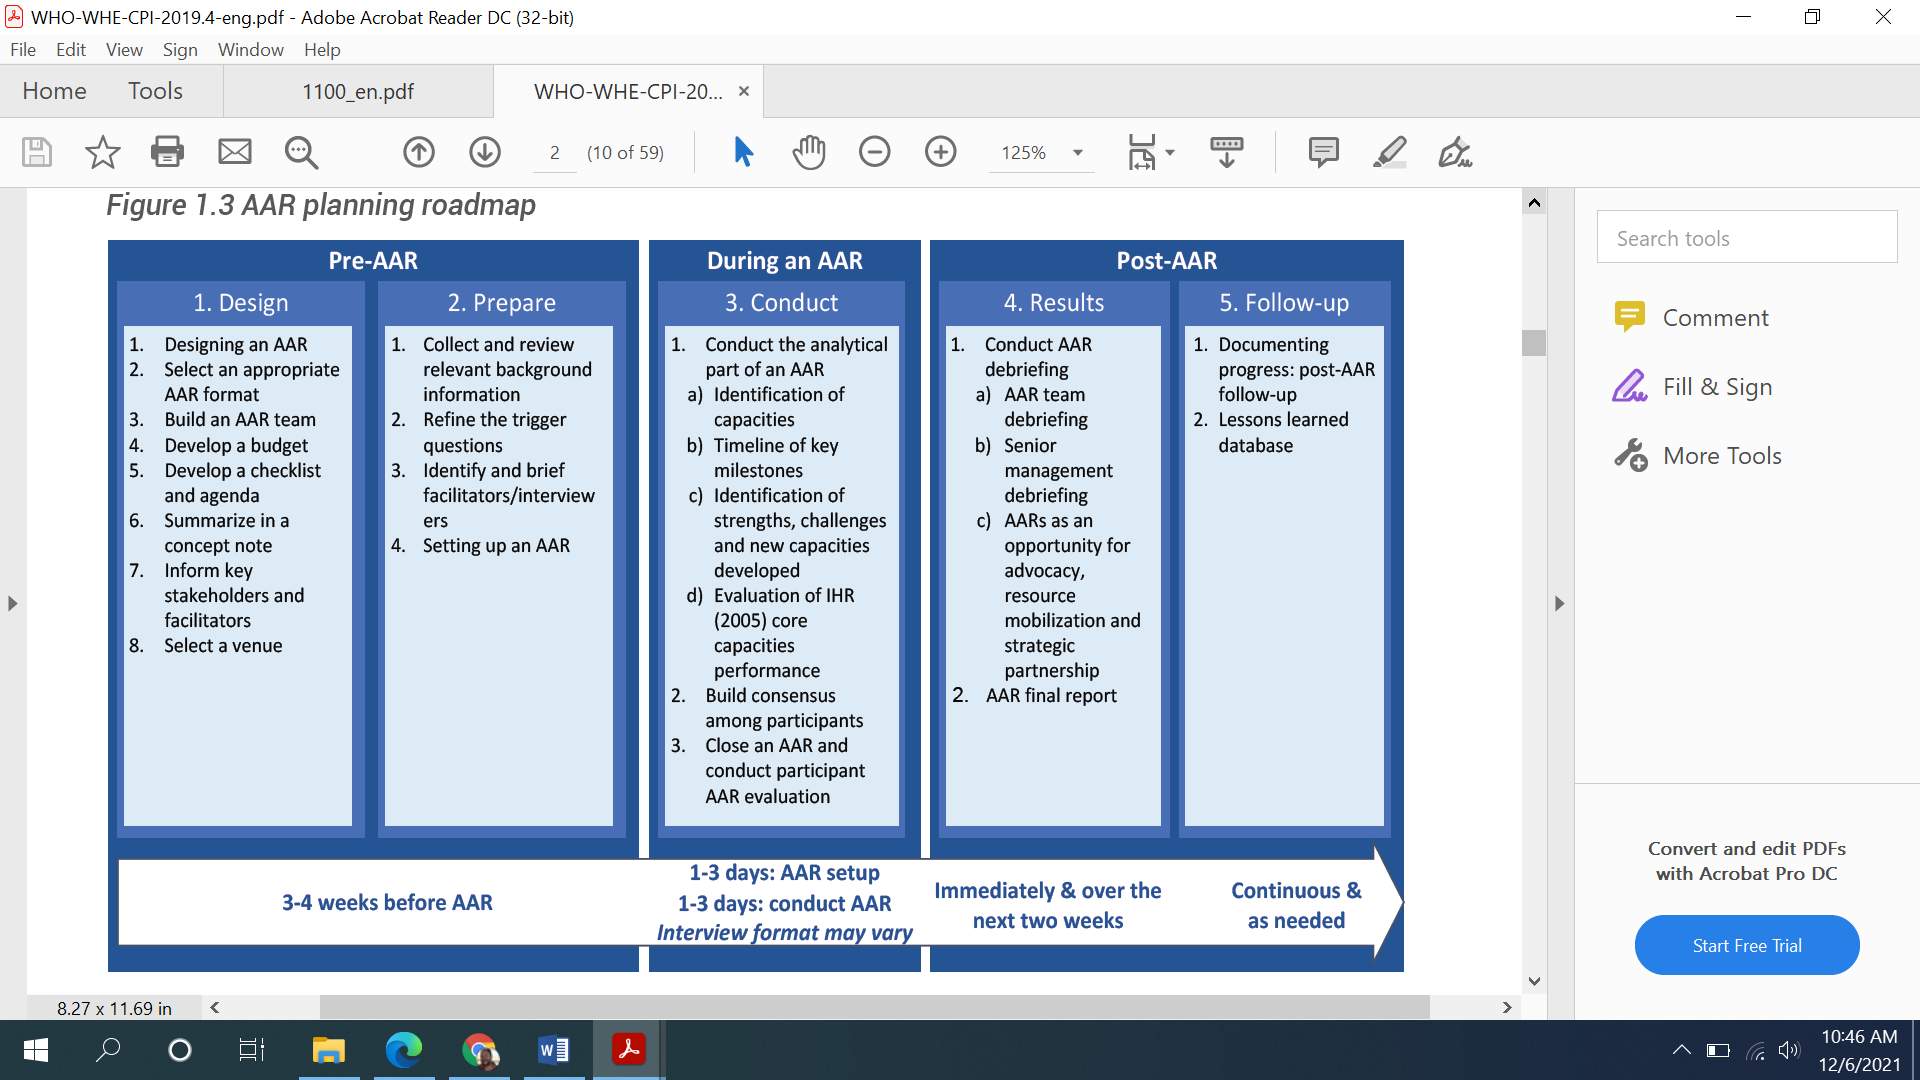 WHO-WHE-CPI-2019.4-eng.pdf - Adobe Acrobat Reader DC (32-bit)
File Edit View Sign Window Help
Home Tools 1100_en.pdf WHO-WHE-CPI-20... ×
2 (10 of 59) 125%
Figure 1.3 AAR planning roadmap
Pre-AAR
1. Design
1. Designing an AAR
2. Select an appropriate
AAR format
3. Build an AAR team
4. Develop a budget
5. Develop a checklist
and agenda
6. Summarize in a
concept note
7. Inform key
stakeholders and
facilitators
8. Select a venue
2. Prepare
1. Collect and review
relevant background
information
2. Refine the trigger
questions
3. Identify and brief
facilitators/interview
ers
4. Setting up an AAR
During an AAR
3. Conduct
1. Conduct the analytical
part of an AAR
a) Identification of
capacities
b) Timeline of key
milestones
c) Identification of
strengths, challenges
and new capacities
developed
d) Evaluation of IHR
(2005) core
capacities
performance
2. Build consensus
among participants
3. Close an AAR and
conduct participant
AAR evaluation
Post-AAR
4. Results
1. Conduct AAR
debriefing
a) AAR team
debriefing
b) Senior
management
debriefing
c) AARs as an
opportunity for
advocacy,
resource
mobilization and
strategic
partnership
2. AAR final report
5. Follow-up
1. Documenting
progress: post-AAR
follow-up
2. Lessons learned
database
3-4 weeks before AAR
1-3 days: AAR setup
1-3 days: conduct AAR
Interview format may vary
Immediately & over the
next two weeks
Continuous &
as needed
Search tools
Comment
Fill & Sign
More Tools
Convert and edit PDFs
with Acrobat Pro DC
Start Free Trial
8.27 x 11.69 in
10:46 AM
12/6/2021